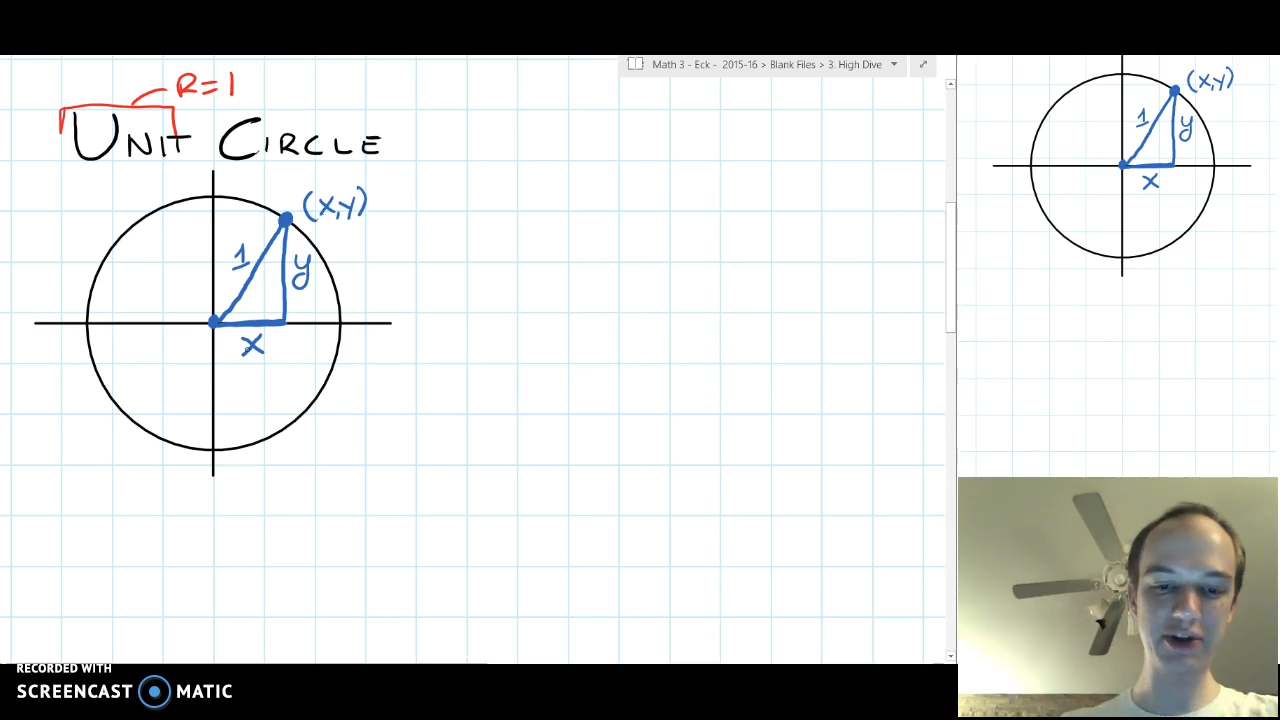 R=1
UNIT CIRCLE
(x,y)
1
y
x
Math 3 - Eck - 2015-16 > Blank Files > 3. High Dive
(x,y)
1
y
x
RECORDED WITH
SCREENCAST MATIC